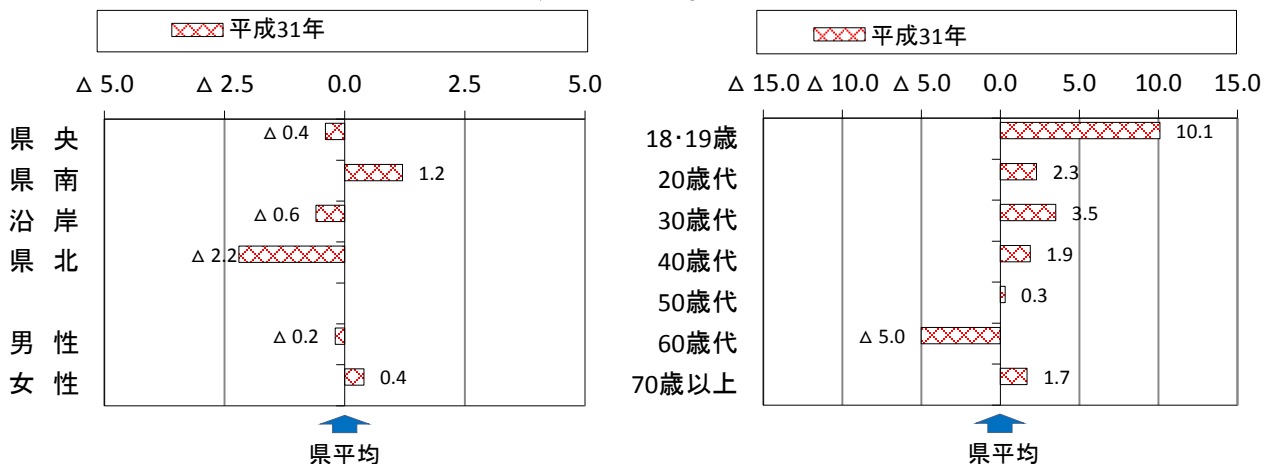 平成31年
△ 5.0 △ 2.5 0.0 2.5 5.0
県 央 △ 0.4
県 南 1.2
沿 岸 △ 0.6
県 北 △ 2.2
男 性 △ 0.2
女 性 0.4
県平均
平成31年
△ 15.0 △ 10.0 △ 5.0 0.0 5.0 10.0 15.0
18･19歳 10.1
20歳代 2.3
30歳代 3.5
40歳代 1.9
50歳代 0.3
60歳代 △ 5.0
70歳以上 1.7
県平均